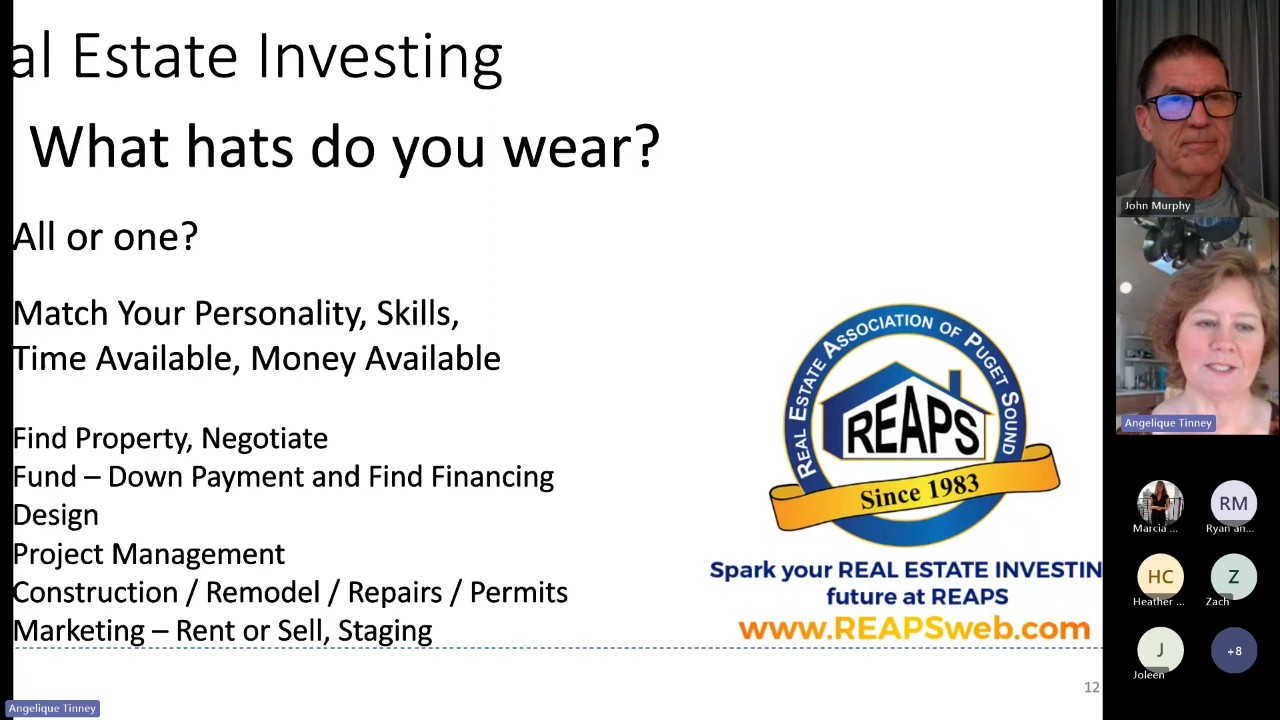 al Estate Investing
What hats do you wear?
All or one?
Match Your Personality, Skills,
Time Available, Money Available
Find Property, Negotiate
Fund – Down Payment and Find Financing
Design
Project Management
Construction / Remodel / Repairs / Permits
Marketing – Rent or Sell, Staging
REAL ESTATE ASSOCIATION OF PUGET SOUND
REAPS
Since 1983
Spark your REAL ESTATE INVESTIN
future at REAPS
www.REAPSweb.com
12
Angelique Tinney
John Murphy
Angelique Tinney
Marcia ...
RM
Ryan an...
HC
Heather ...
Z
Zach
J
Joleen
+8